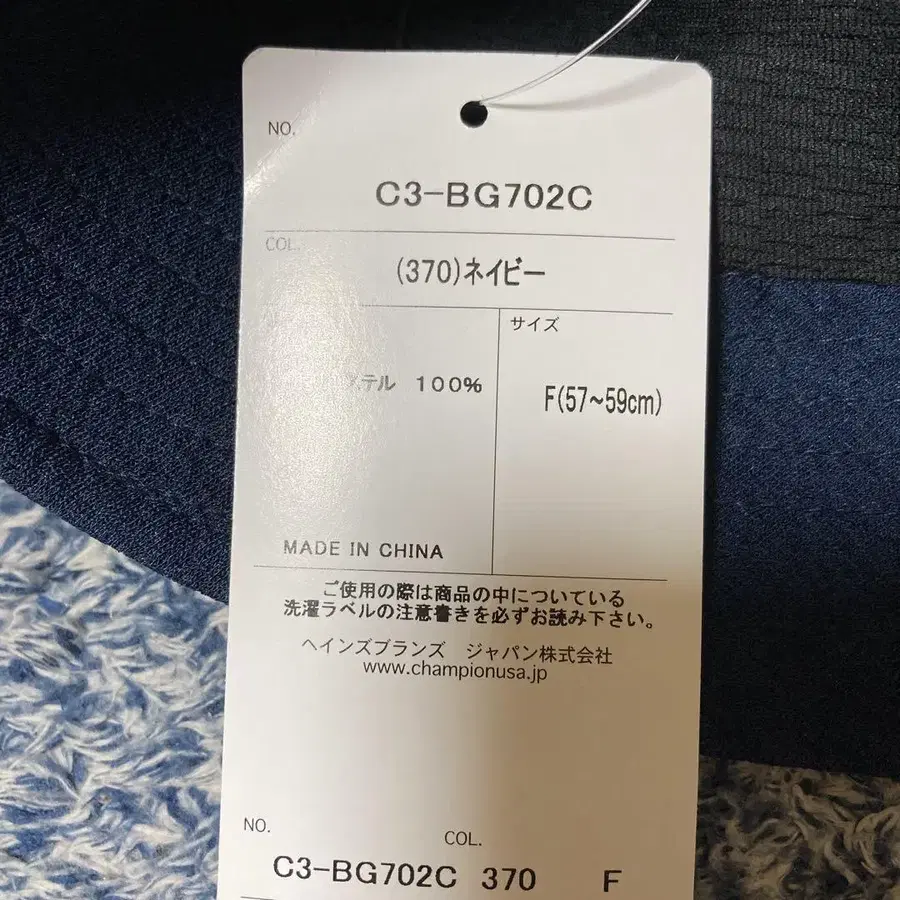 NO.
C3-BG702C
COL.
(370)ネイビー
サイズ
テル 100%
F(57~59cm)
MADE IN CHINA
ご使用の際は商品の中についている
洗濯ラベルの注意書きを必ずお読み下さい。
ヘインズブランズ ジャパン株式会社
www.championusa.jp
NO.
COL.
C3-BG702C 370 F